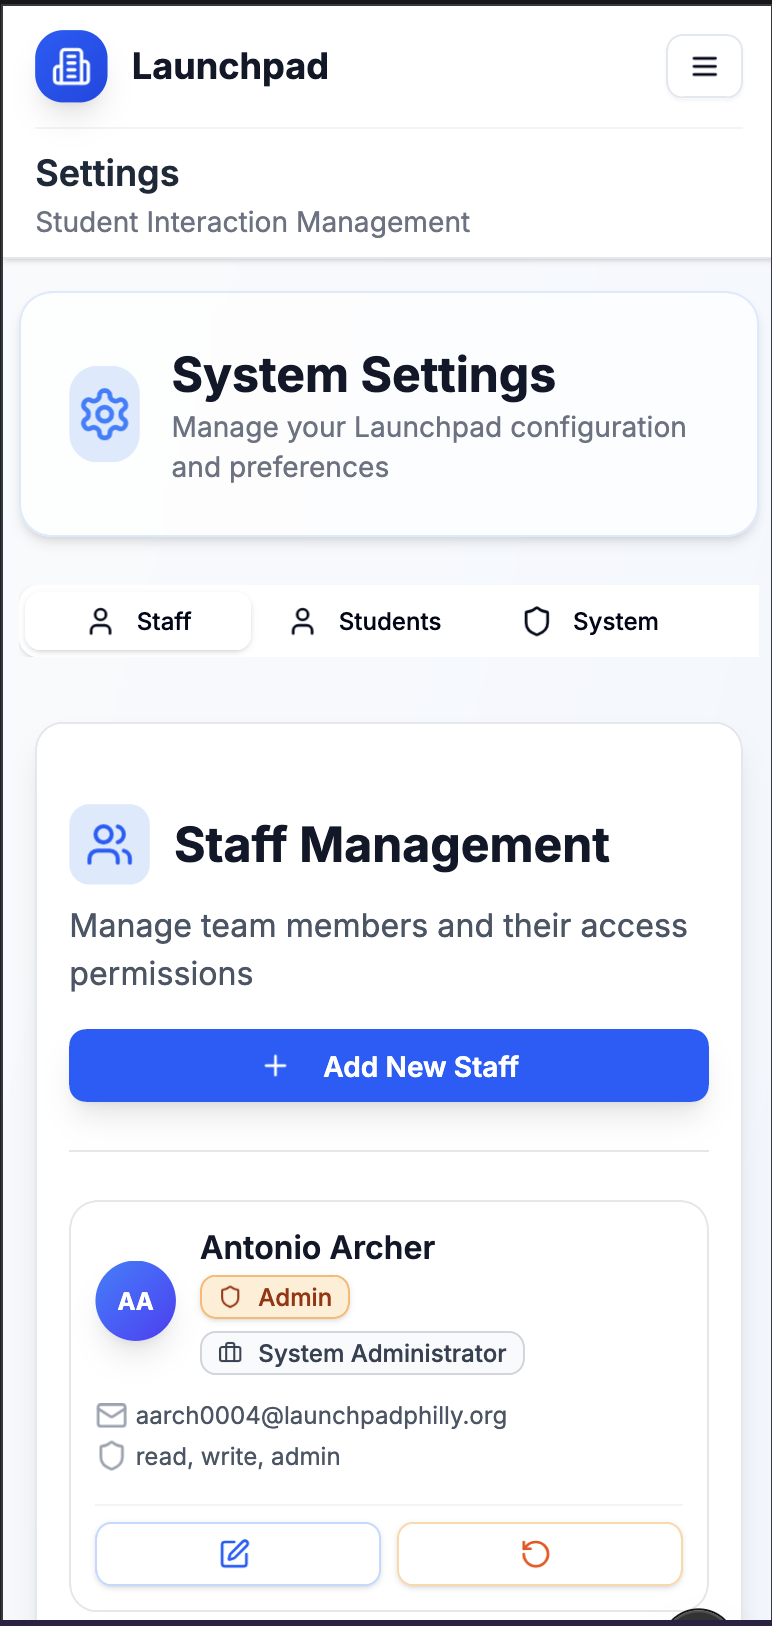 Launchpad
Settings
Student Interaction Management
System Settings
Manage your Launchpad configuration
and preferences
Staff
Students
System
Staff Management
Manage team members and their access
permissions
Add New Staff
AA
Antonio Archer
Admin
System Administrator
aarch0004@launchpadphilly.org
read, write, admin